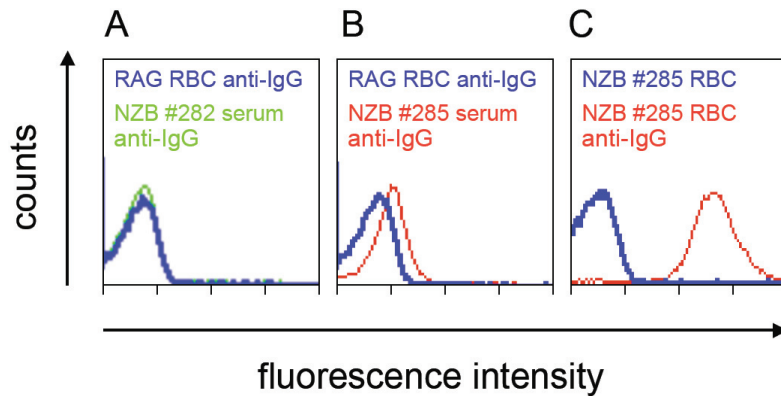 A
B
C
RAG RBC anti-IgG
NZB #282 serum
anti-IgG
RAG RBC anti-IgG
NZB #285 serum
anti-IgG
NZB #285 RBC
NZB #285 RBC
anti-IgG
counts
fluorescence intensity